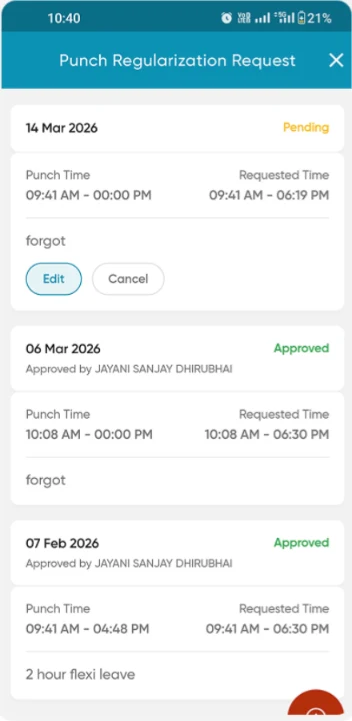 10:40 21%
Punch Regularization Request
14 Mar 2026 Pending
Punch Time Requested Time
09:41 AM - 00:00 PM 09:41 AM - 06:19 PM
forgot
Edit Cancel
06 Mar 2026 Approved
Approved by JAYANI SANJAY DHIRUBHAI
Punch Time Requested Time
10:08 AM - 00:00 PM 10:08 AM - 06:30 PM
forgot
07 Feb 2026 Approved
Approved by JAYANI SANJAY DHIRUBHAI
Punch Time Requested Time
09:41 AM - 04:48 PM 09:41 AM - 06:30 PM
2 hour flexi leave